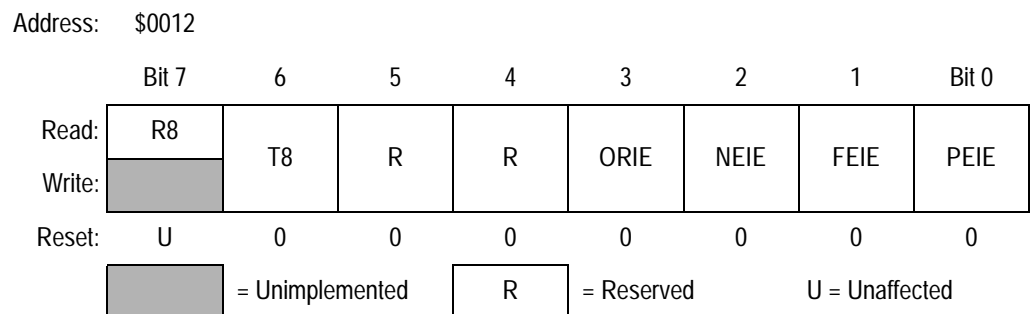 Address: $0012
Bit 7 6 5 4 3 2 1 Bit 0
Read: R8
T8 R R ORIE NEIE FEIE PEIE
Write:
Reset: U 0 0 0 0 0 0 0
= Unimplemented R = Reserved U = Unaffected